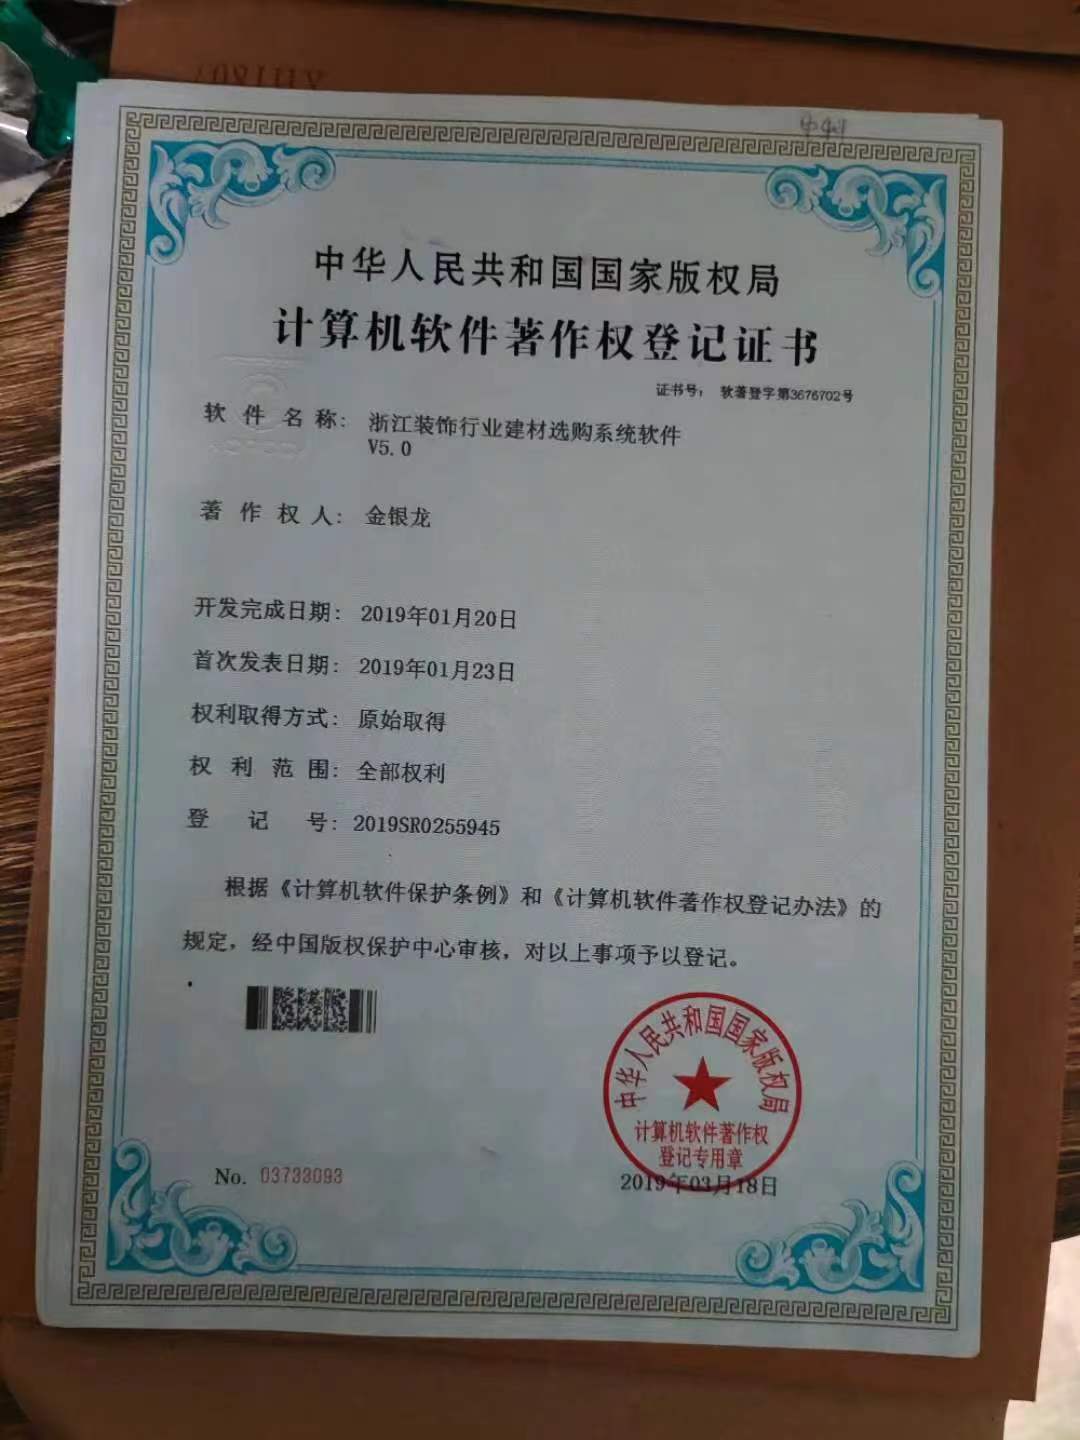 中华人民共和国国家版权局
计算机软件著作权登记证书
证书号： 软著登字第3676702号
软件名称： 浙江装饰行业建材选购系统软件
V5.0
著作权人： 金银龙
开发完成日期： 2019年01月20日
首次发表日期： 2019年01月23日
权利取得方式： 原始取得
权利范围： 全部权利
登记号： 2019SR0255945
根据《计算机软件保护条例》和《计算机软件著作权登记办法》的
规定，经中国版权保护中心审核，对以上事项予以登记。
中华人民共和国国家版权局
计算机软件著作权
登记专用章
No. 03733093
2019年03月18日